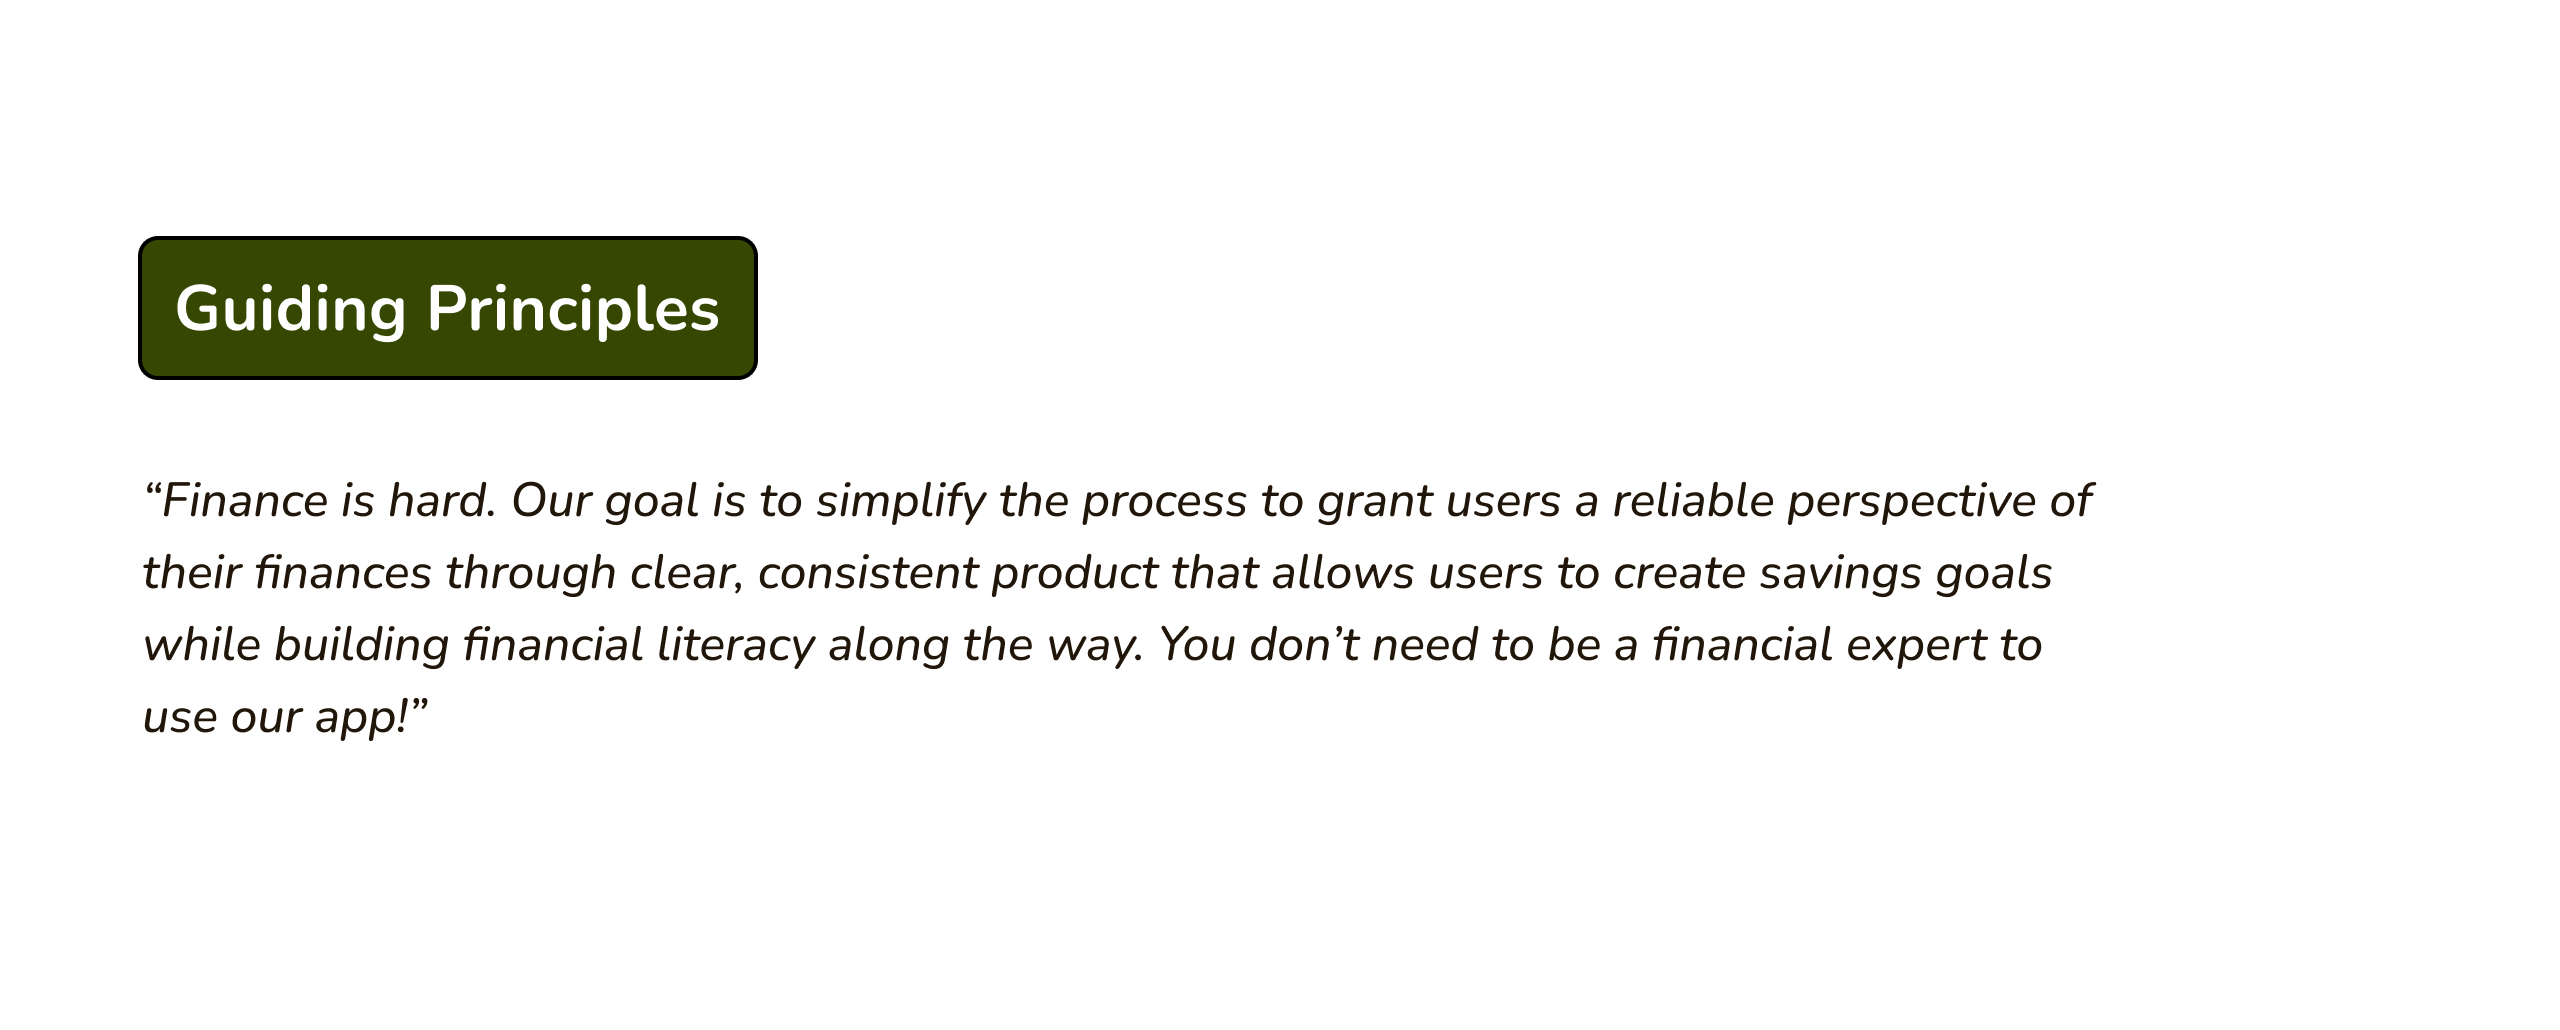 Guiding Principles
“Finance is hard. Our goal is to simplify the process to grant users a reliable perspective of
their finances through clear, consistent product that allows users to create savings goals
while building financial literacy along the way. You don’t need to be a financial expert to
use our app!”